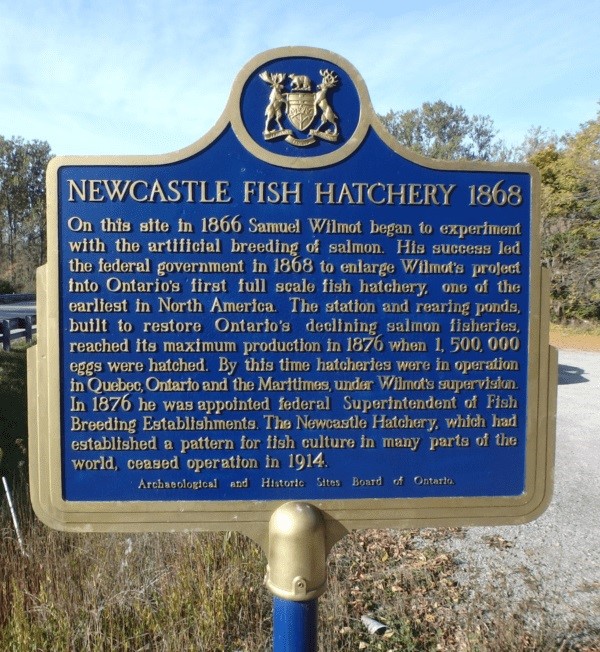 NEWCASTLE FISH HATCHERY 1868
On this site in 1866 Samuel Wilmot began to experiment
with the artificial breeding of salmon. His success led
the federal government in 1868 to enlarge Wilmot's project
into Ontario's first full scale fish hatchery, one of the
earliest in North America. The station and rearing ponds,
built to restore Ontario's declining salmon fisheries,
reached its maximum production in 1876 when 1,500,000
eggs were hatched. By this time hatcheries were in operation
in Quebec, Ontario and the Maritimes, under Wilmot's supervision.
In 1876 he was appointed federal Superintendent of Fish
Breeding Establishments. The Newcastle Hatchery, which had
established a pattern for fish culture in many parts of the
world, ceased operation in 1914.
Archaeological and Historic Sites Board of Ontario.